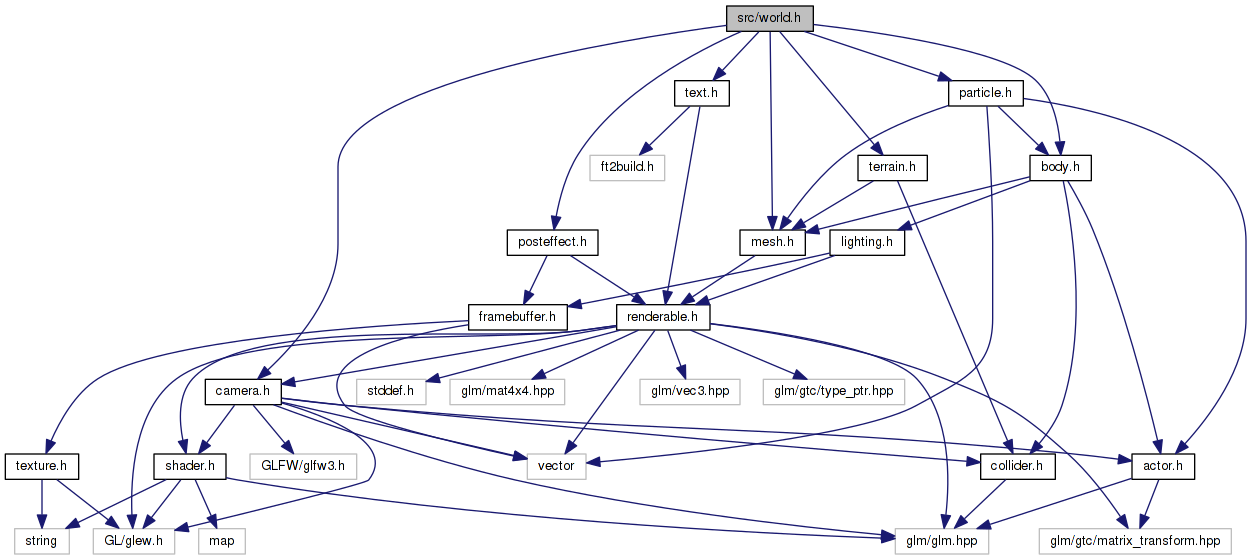 src/world.h
text.h
particle.h
ft2build.h
terrain.h
body.h
posteffect.h
mesh.h
lighting.h
framebuffer.h
renderable.h
camera.h
stddef.h
glm/mat4x4.hpp
glm/vec3.hpp
glm/gtc/type_ptr.hpp
texture.h
shader.h
GLFW/glfw3.h
vector
collider.h
actor.h
string
GL/glew.h
map
glm/glm.hpp
glm/gtc/matrix_transform.hpp